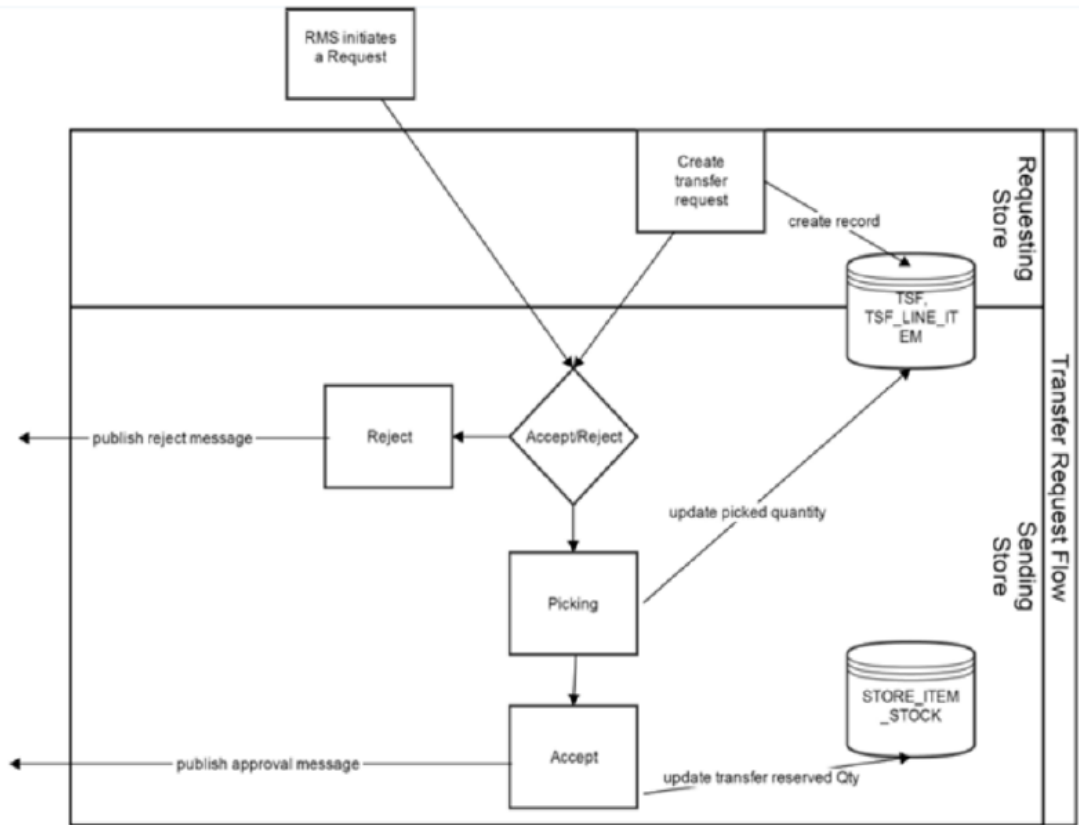 RMS initiates
a Request
Create
transfer
request
create record
Requesting
Store
TSF,
TSF_LINE_IT
EM
Transfer Request Flow
Accept/Reject
Reject
publish reject message
update picked quantity
Sending
Store
Picking
STORE_ITEM
_STOCK
Accept
publish approval message
update transfer reserved Qty